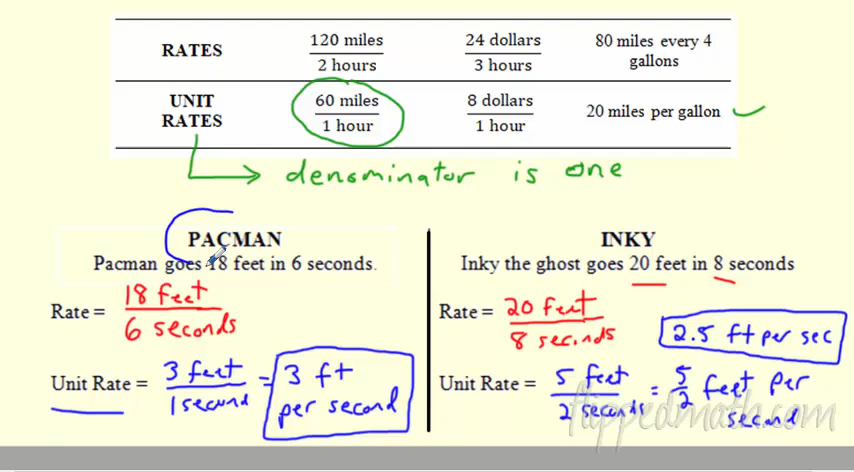 RATES 120 miles 24 dollars 80 miles every 4
2 hours 3 hours gallons
UNIT 60 miles 8 dollars 20 miles per gallon
RATES 1 hour 1 hour
denominator is one
PACMAN
Pacman goes 18 feet in 6 seconds.
Rate = 18 feet
6 seconds
Unit Rate = 3 feet = 3 ft
1 second per second
INKY
Inky the ghost goes 20 feet in 8 seconds
Rate = 20 feet
8 seconds
2.5 ft per sec
Unit Rate = 5 feet = 5 feet per
2 seconds 2 second
flippedmath.com